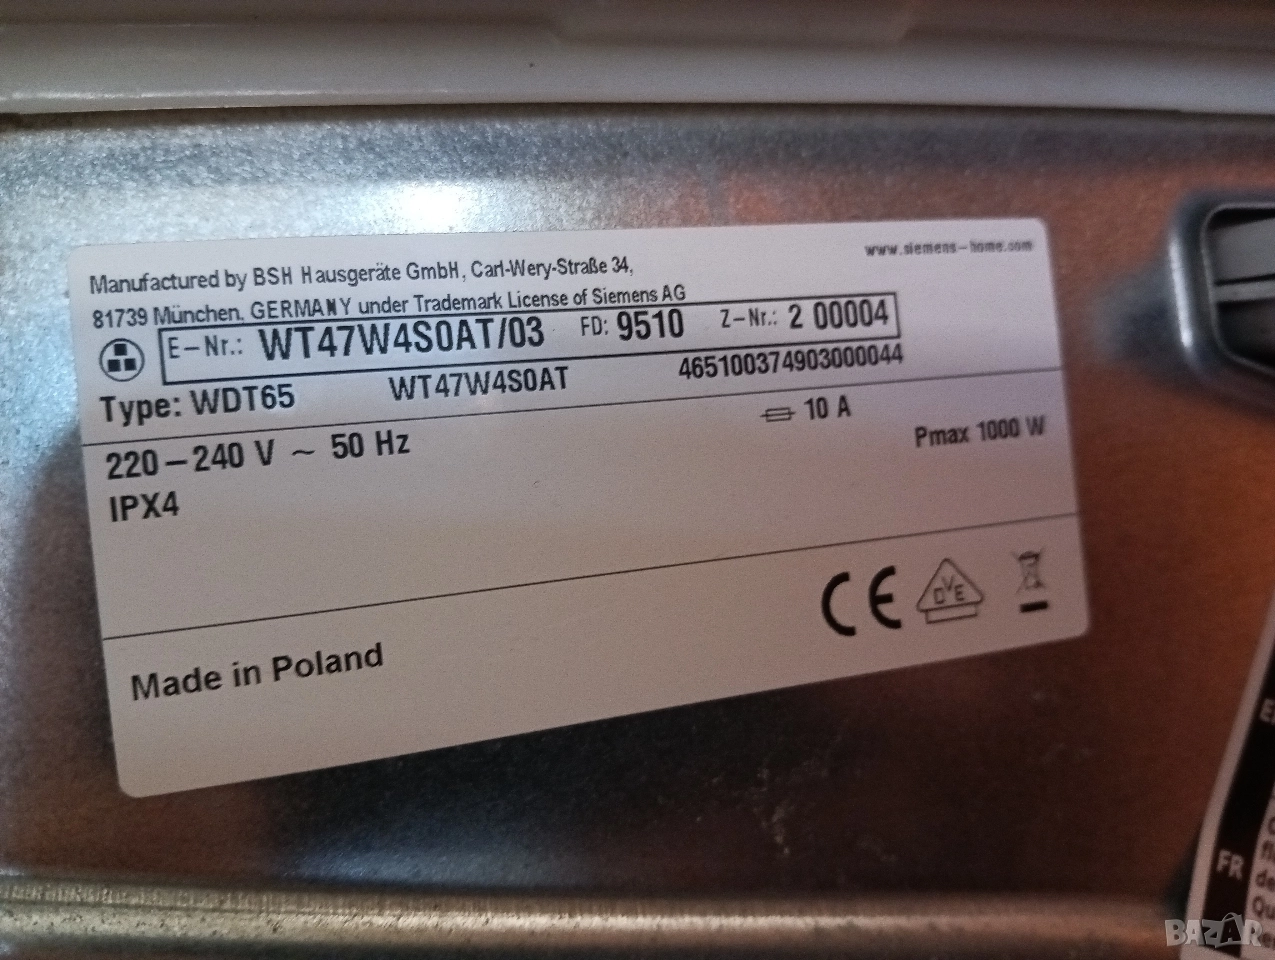 www.siemens-home.com
Manufactured by BSH Hausgeräte GmbH, Carl-Wery-Straße 34,
81739 München, GERMANY under Trademark License of Siemens AG
E-Nr.: WT47W4S0AT/03 FD: 9510 Z-Nr.: 2 00004
Type: WDT65 WT47W4S0AT 465100374903000044
220-240 V ~ 50 Hz 10 A Pmax 1000 W
IPX4
CE DVE
Made in Poland
FR
BAZAR